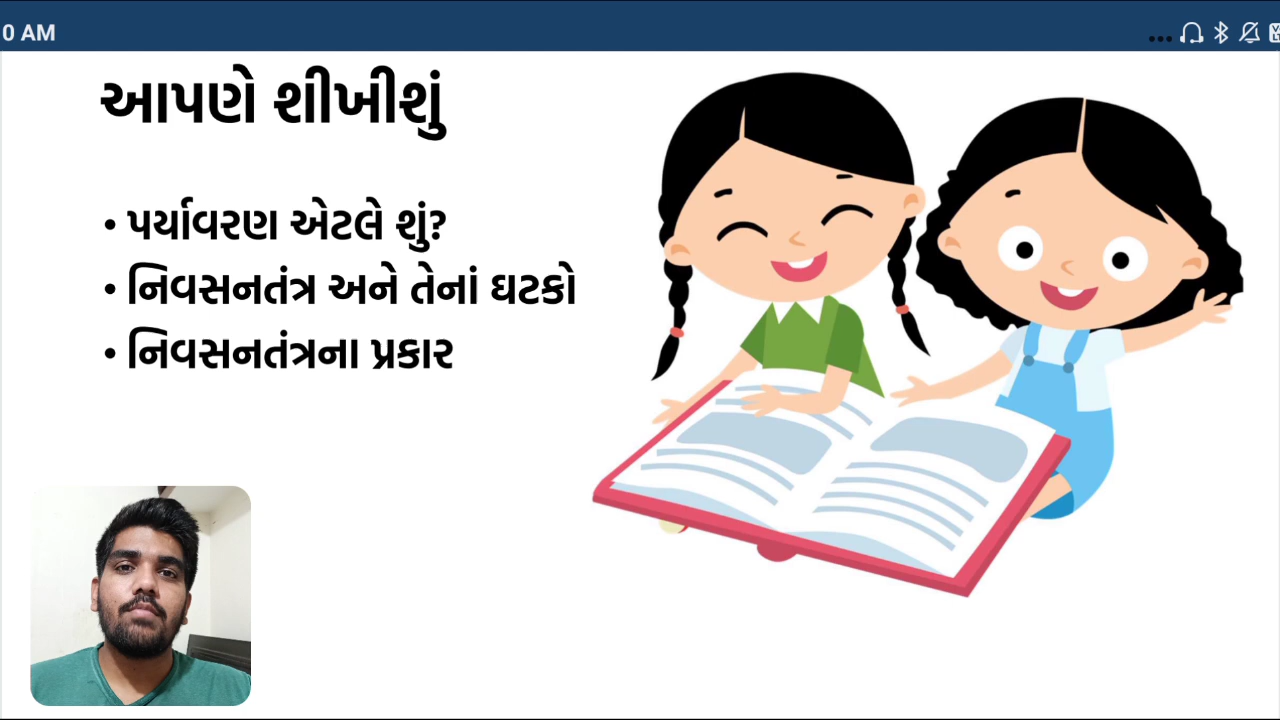 0 AM
આપણે શીખીશું
• પર્યાવરણ એટલે શું?
• નિવસનતંત્ર અને તેનાં ઘટકો
• નિવસનતંત્રના પ્રકાર